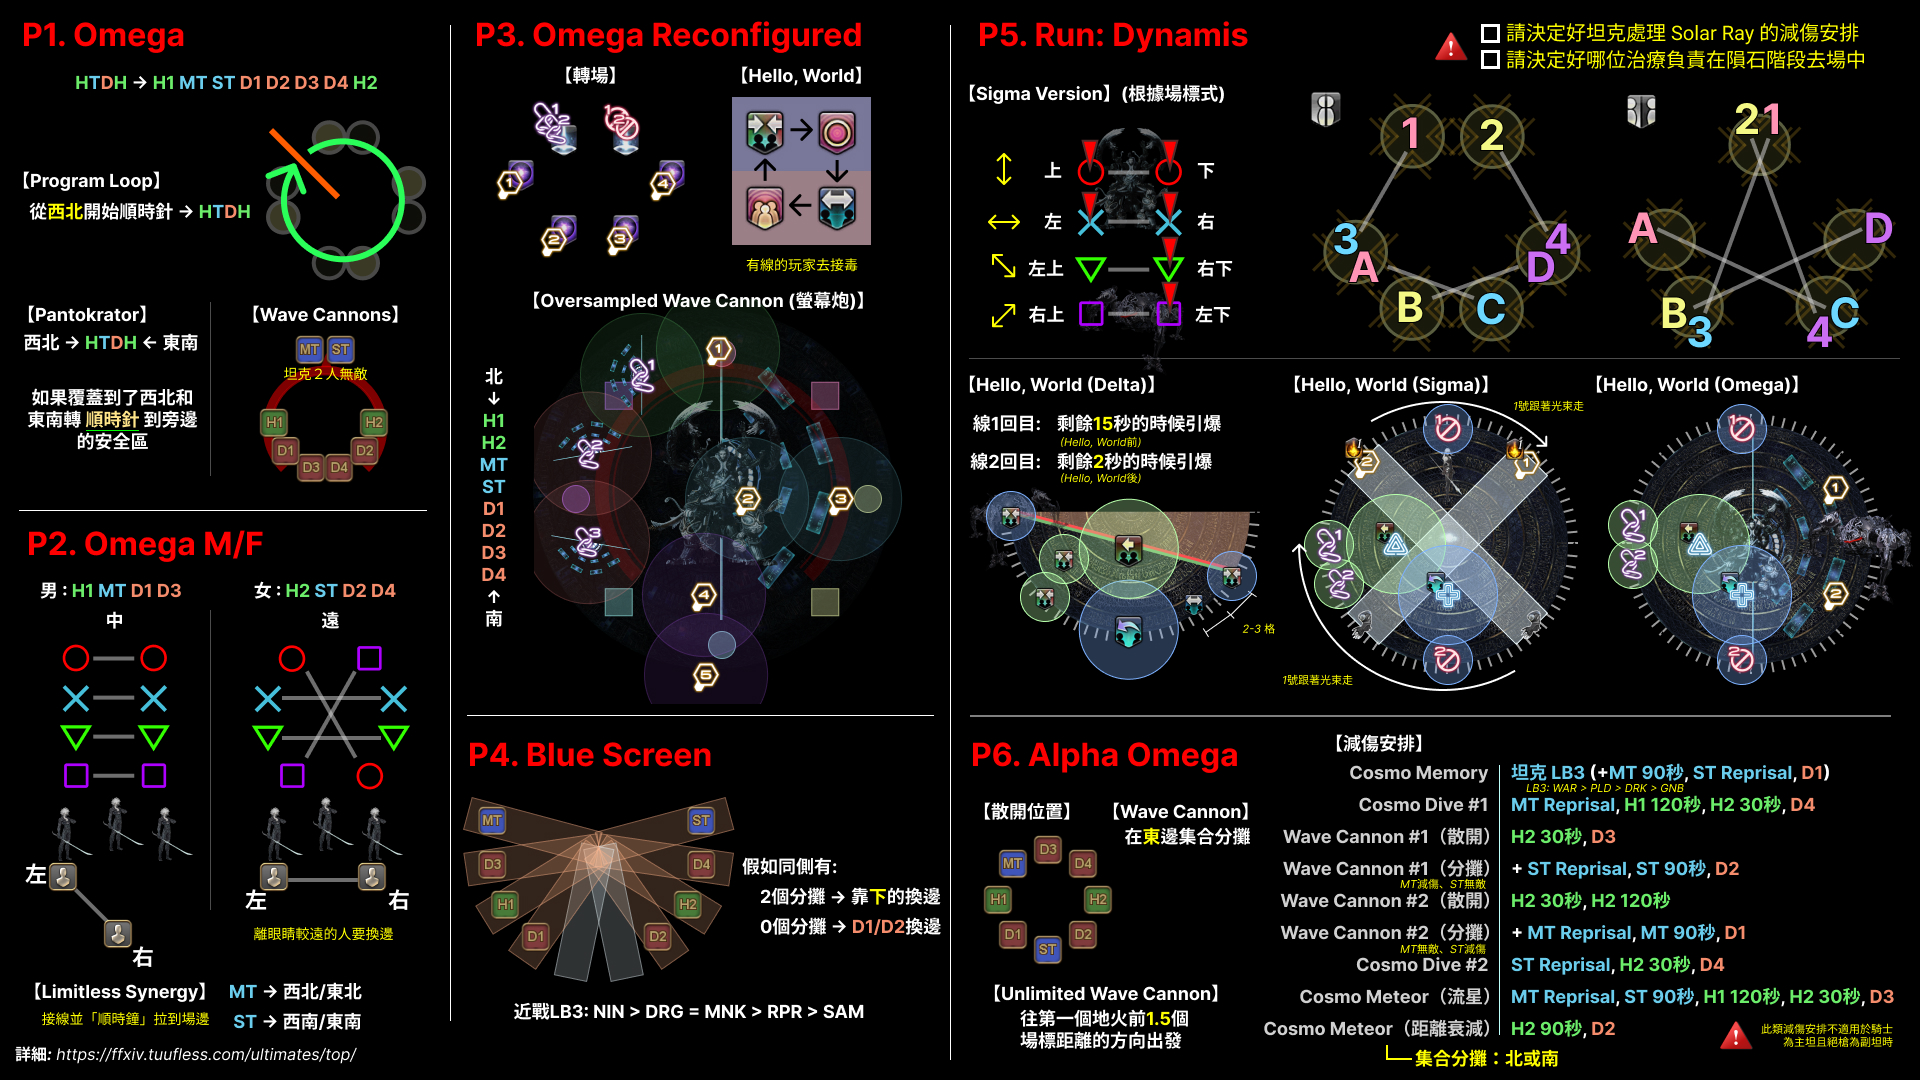 P1. Omega
HTDH → H1 MT ST D1 D2 D3 D4 H2
【Program Loop】
從西北開始順時針 → HTDH
【Pantokrator】
西北 → HTDH ← 東南
如果覆蓋到了西北和
東南轉 順時針 到旁邊
的安全區
【Wave Cannons】
MT ST
坦克２人無敵
H1 H2
D1 D2
D3 D4
P2. Omega M/F
男 : H1 MT D1 D3
中
左
右
女 : H2 ST D2 D4
遠
左 右
離眼睛較遠的人要換邊
【Limitless Synergy】
接線並「順時鐘」拉到場邊
MT → 西北/東北
ST → 西南/東南
詳細: https://ffxiv.tuufless.com/ultimates/top/
P3. Omega Reconfigured
【轉場】
1 2
1 4
2 3
【Hello, World】
有線的玩家去接毒
【Oversampled Wave Cannon (螢幕炮)】
北
↓
H1
H2
MT
ST
D1
D2
D3
D4
↑
南
1 1
2
2 3
3
4
5
P4. Blue Screen
MT ST
D3 D4
H1 H2
D1 D2
假如同側有:
2個分攤 → 靠下的換邊
0個分攤 → D1/D2換邊
近戰LB3: NIN > DRG = MNK > RPR > SAM
P5. Run: Dynamis
請決定好坦克處理 Solar Ray 的減傷安排
請決定好哪位治療負責在隕石階段去場中
【Sigma Version】(根據場標式)
上 下
左 右
左上 右下
右上 左下
1 2
3 4
A D
B C
2 1
A D
B C
3 4
【Hello, World (Delta)】
線1回目: 剩餘15秒的時候引爆
(Hello, World前)
線2回目: 剩餘2秒的時候引爆
(Hello, World後)
2-3 格
【Hello, World (Sigma)】
1號跟著光束走
1
2 1
1
2
2
1號跟著光束走
【Hello, World (Omega)】
1
1
1
2
2
2
P6. Alpha Omega
【散開位置】
D3
MT D4
H1 H2
D1 D2
ST
【Wave Cannon】
在東邊集合分攤
【Unlimited Wave Cannon】
往第一個地火前1.5個
場標距離的方向出發
【減傷安排】
Cosmo Memory 坦克 LB3 (+MT 90秒, ST Reprisal, D1)
LB3: WAR > PLD > DRK > GNB
Cosmo Dive #1 MT Reprisal, H1 120秒, H2 30秒, D4
Wave Cannon #1（散開） H2 30秒, D3
Wave Cannon #1（分攤） + ST Reprisal, ST 90秒, D2
MT減傷、ST無敵
Wave Cannon #2（散開） H2 30秒, H2 120秒
Wave Cannon #2（分攤） + MT Reprisal, MT 90秒, D1
MT無敵、ST減傷
Cosmo Dive #2 ST Reprisal, H2 30秒, D4
Cosmo Meteor（流星） MT Reprisal, ST 90秒, H1 120秒, H2 30秒, D3
Cosmo Meteor（距離衰減） H2 90秒, D2
集合分攤：北或南
此類減傷安排不適用於騎士
為主坦且絕槍為副坦時